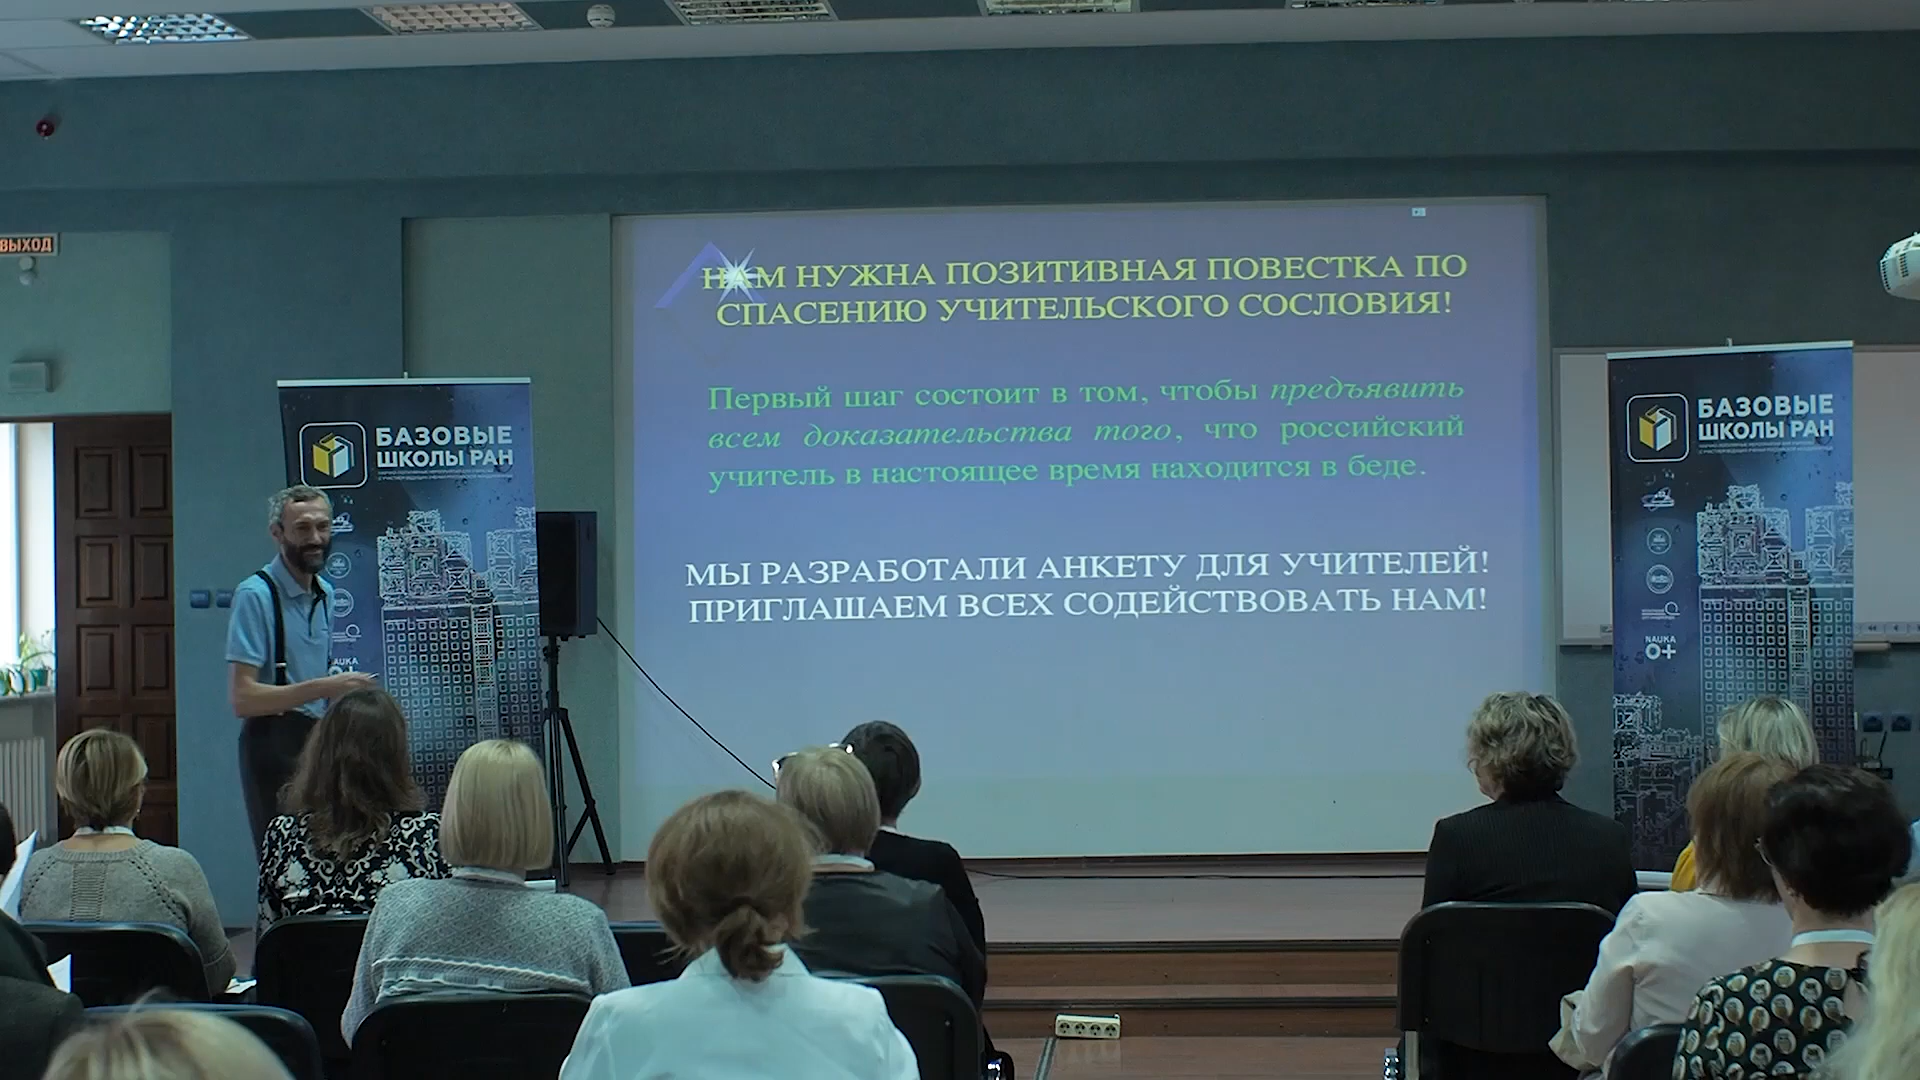 ВЫХОД
НАМ НУЖНА ПОЗИТИВНАЯ ПОВЕСТКА ПО
СПАСЕНИЮ УЧИТЕЛЬСКОГО СОСЛОВИЯ!
Первый шаг состоит в том, чтобы предъявить
всем доказательства того, что российский
учитель в настоящее время находится в беде.
МЫ РАЗРАБОТАЛИ АНКЕТУ ДЛЯ УЧИТЕЛЕЙ!
ПРИГЛАШАЕМ ВСЕХ СОДЕЙСТВОВАТЬ НАМ!
БАЗОВЫЕ
ШКОЛЫ РАН
БАЗОВЫЕ
ШКОЛЫ РАН
NAUKA
0+